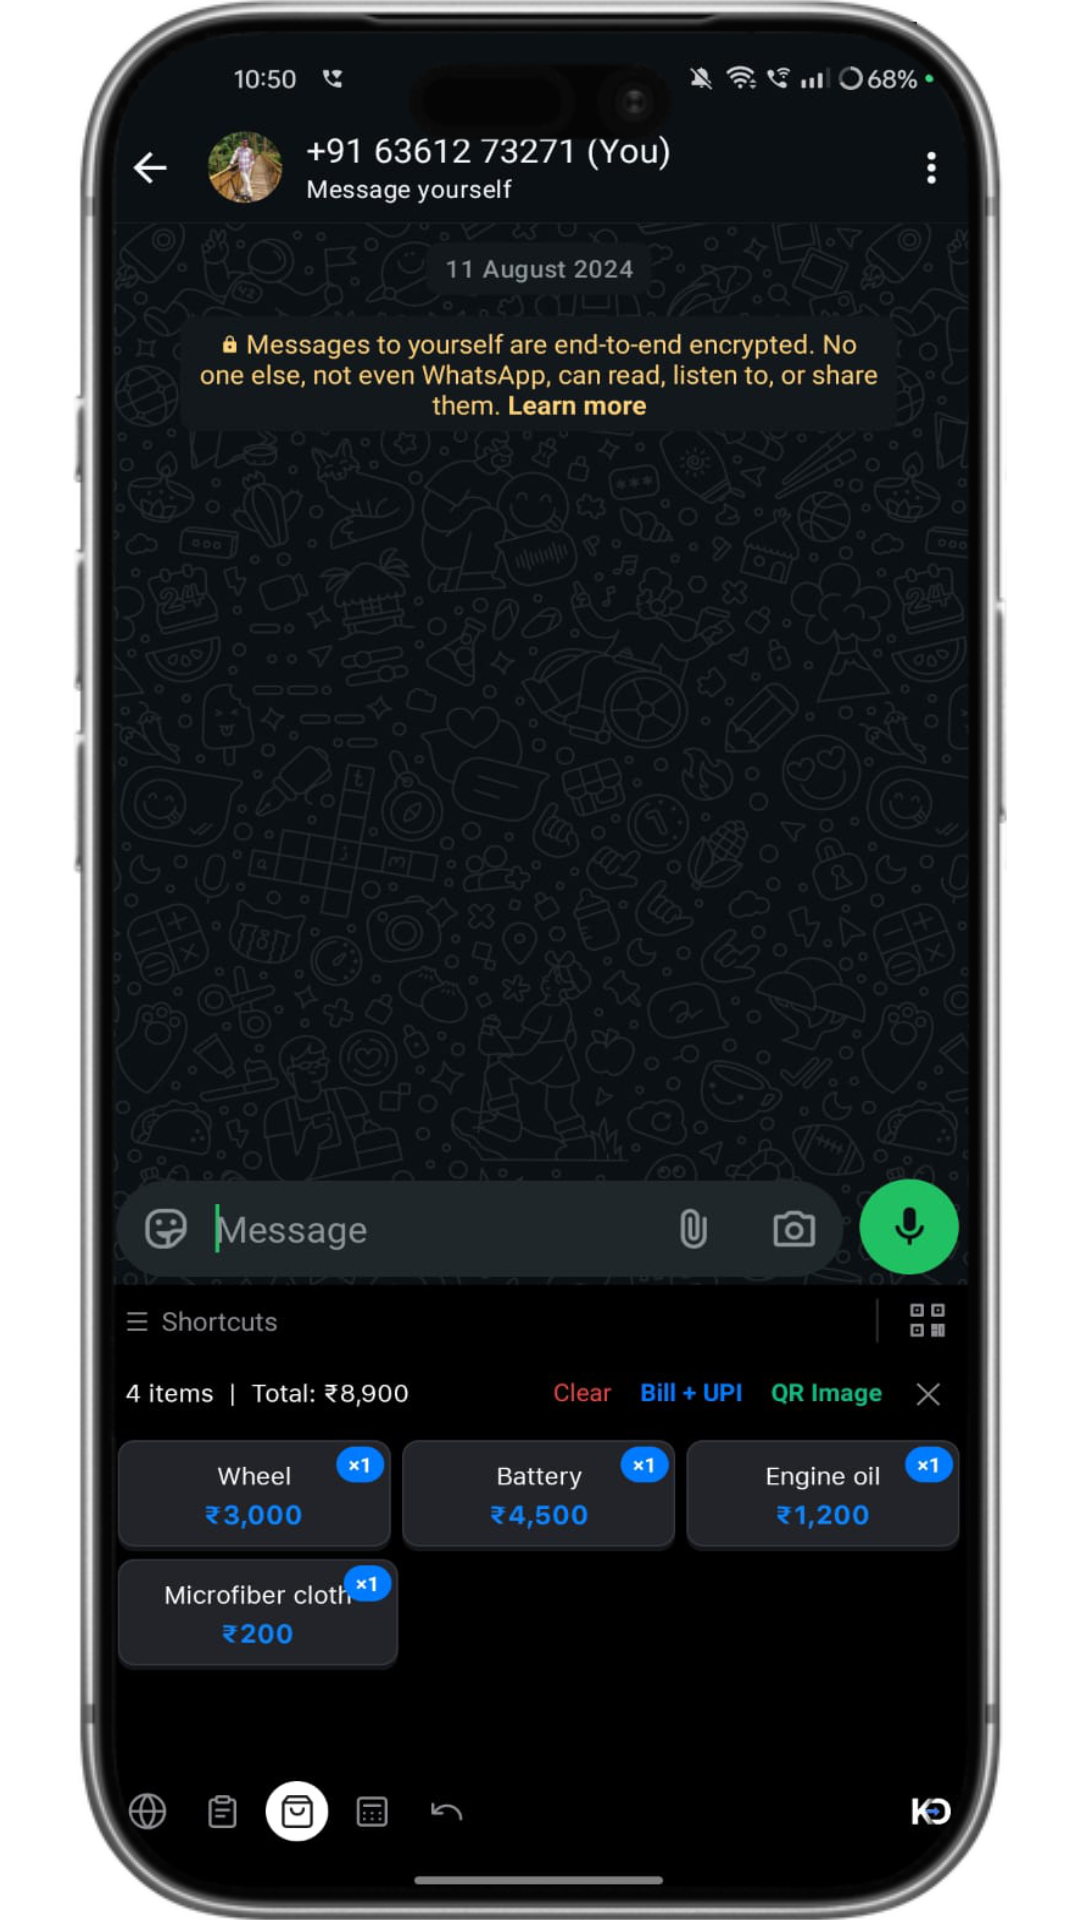 10:50
68%
+91 63612 73271 (You)
Message yourself
11 August 2024
Messages to yourself are end-to-end encrypted. No
one else, not even WhatsApp, can read, listen to, or share
them. Learn more
Message
Shortcuts
4 items | Total: ₹8,900
Clear
Bill + UPI
QR Image
Wheel
×1
₹3,000
Battery
×1
₹4,500
Engine oil
×1
₹1,200
Microfiber cloth
×1
₹200